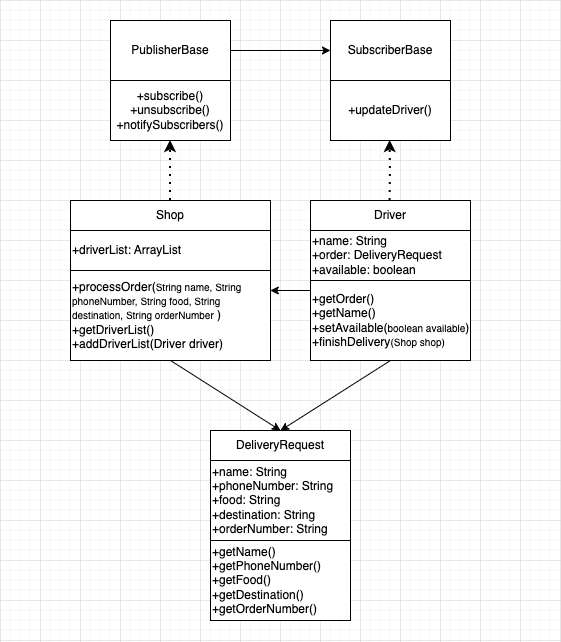 PublisherBase
+subscribe()
+unsubscribe()
+notifySubscribers()
SubscriberBase
+updateDriver()
Shop
+driverList: ArrayList
+processOrder(String name, String
phoneNumber, String food, String
destination, String orderNumber )
+getDriverList()
+addDriverList(Driver driver)
Driver
+name: String
+order: DeliveryRequest
+available: boolean
+getOrder()
+getName()
+setAvailable(boolean available)
+finishDelivery(Shop shop)
DeliveryRequest
+name: String
+phoneNumber: String
+food: String
+destination: String
+orderNumber: String
+getName()
+getPhoneNumber()
+getFood()
+getDestination()
+getOrderNumber()